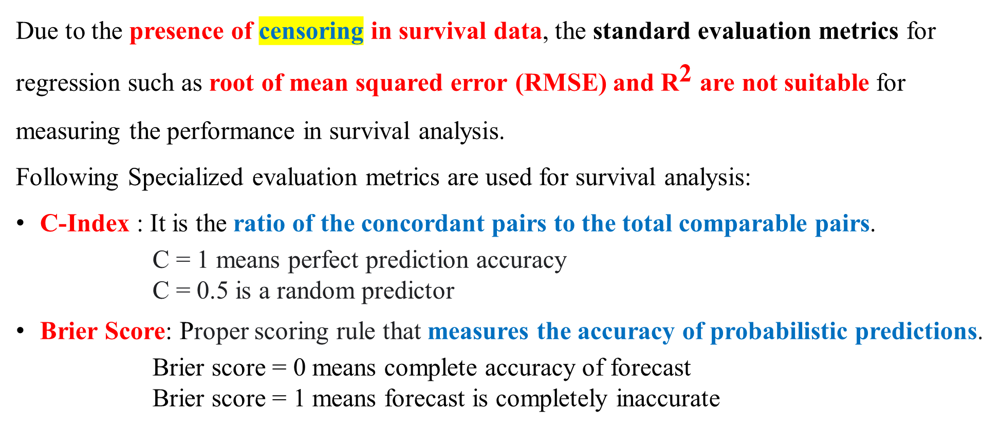 Due to the presence of censoring in survival data, the standard evaluation metrics for
regression such as root of mean squared error (RMSE) and R² are not suitable for
measuring the performance in survival analysis.
Following Specialized evaluation metrics are used for survival analysis:
• C-Index : It is the ratio of the concordant pairs to the total comparable pairs.
C = 1 means perfect prediction accuracy
C = 0.5 is a random predictor
• Brier Score: Proper scoring rule that measures the accuracy of probabilistic predictions.
Brier score = 0 means complete accuracy of forecast
Brier score = 1 means forecast is completely inaccurate